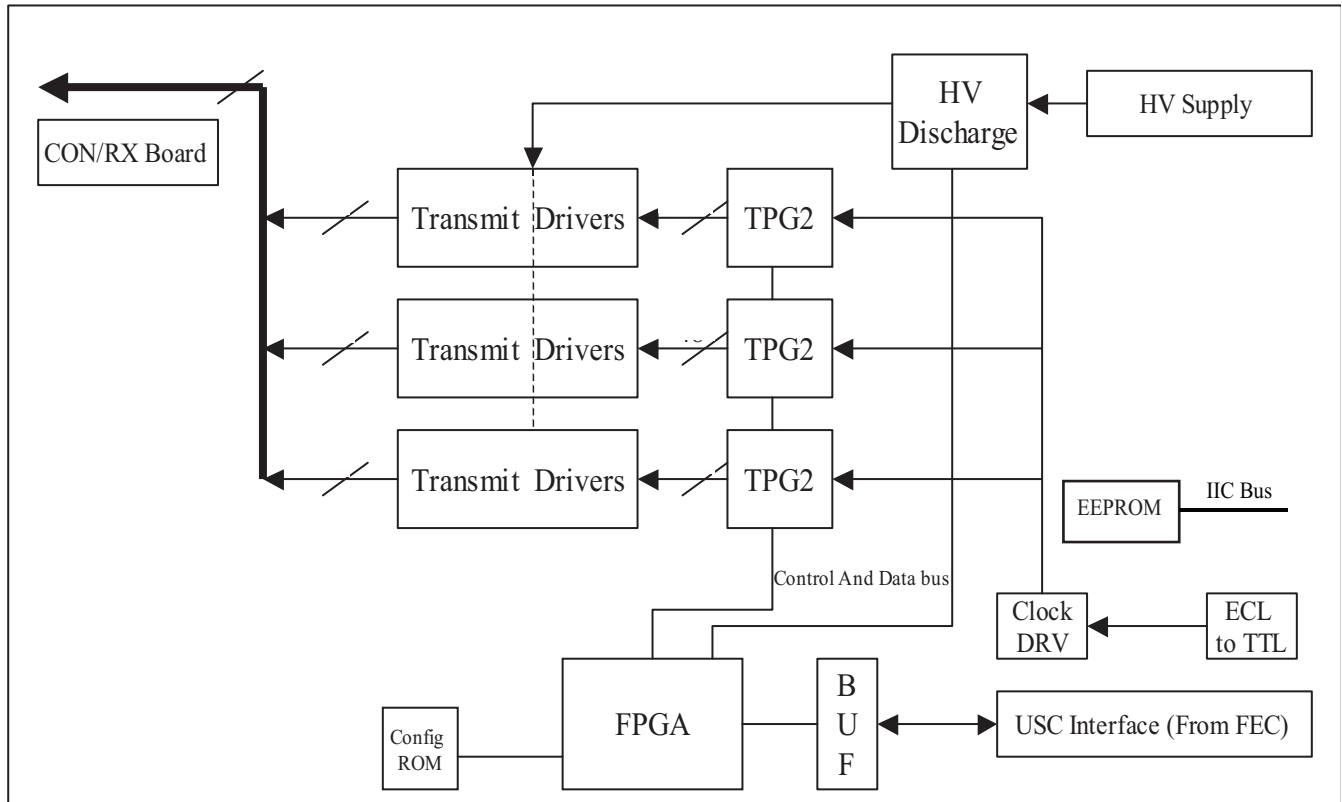 HV
Discharge
HV Supply
CON/RX Board
Transmit Drivers
TPG2
Transmit Drivers
TPG2
Transmit Drivers
TPG2
EEPROM
IIC Bus
Control And Data bus
Clock
DRV
ECL
to TTL
Config
ROM
FPGA
B
U
F
USC Interface (From FEC)